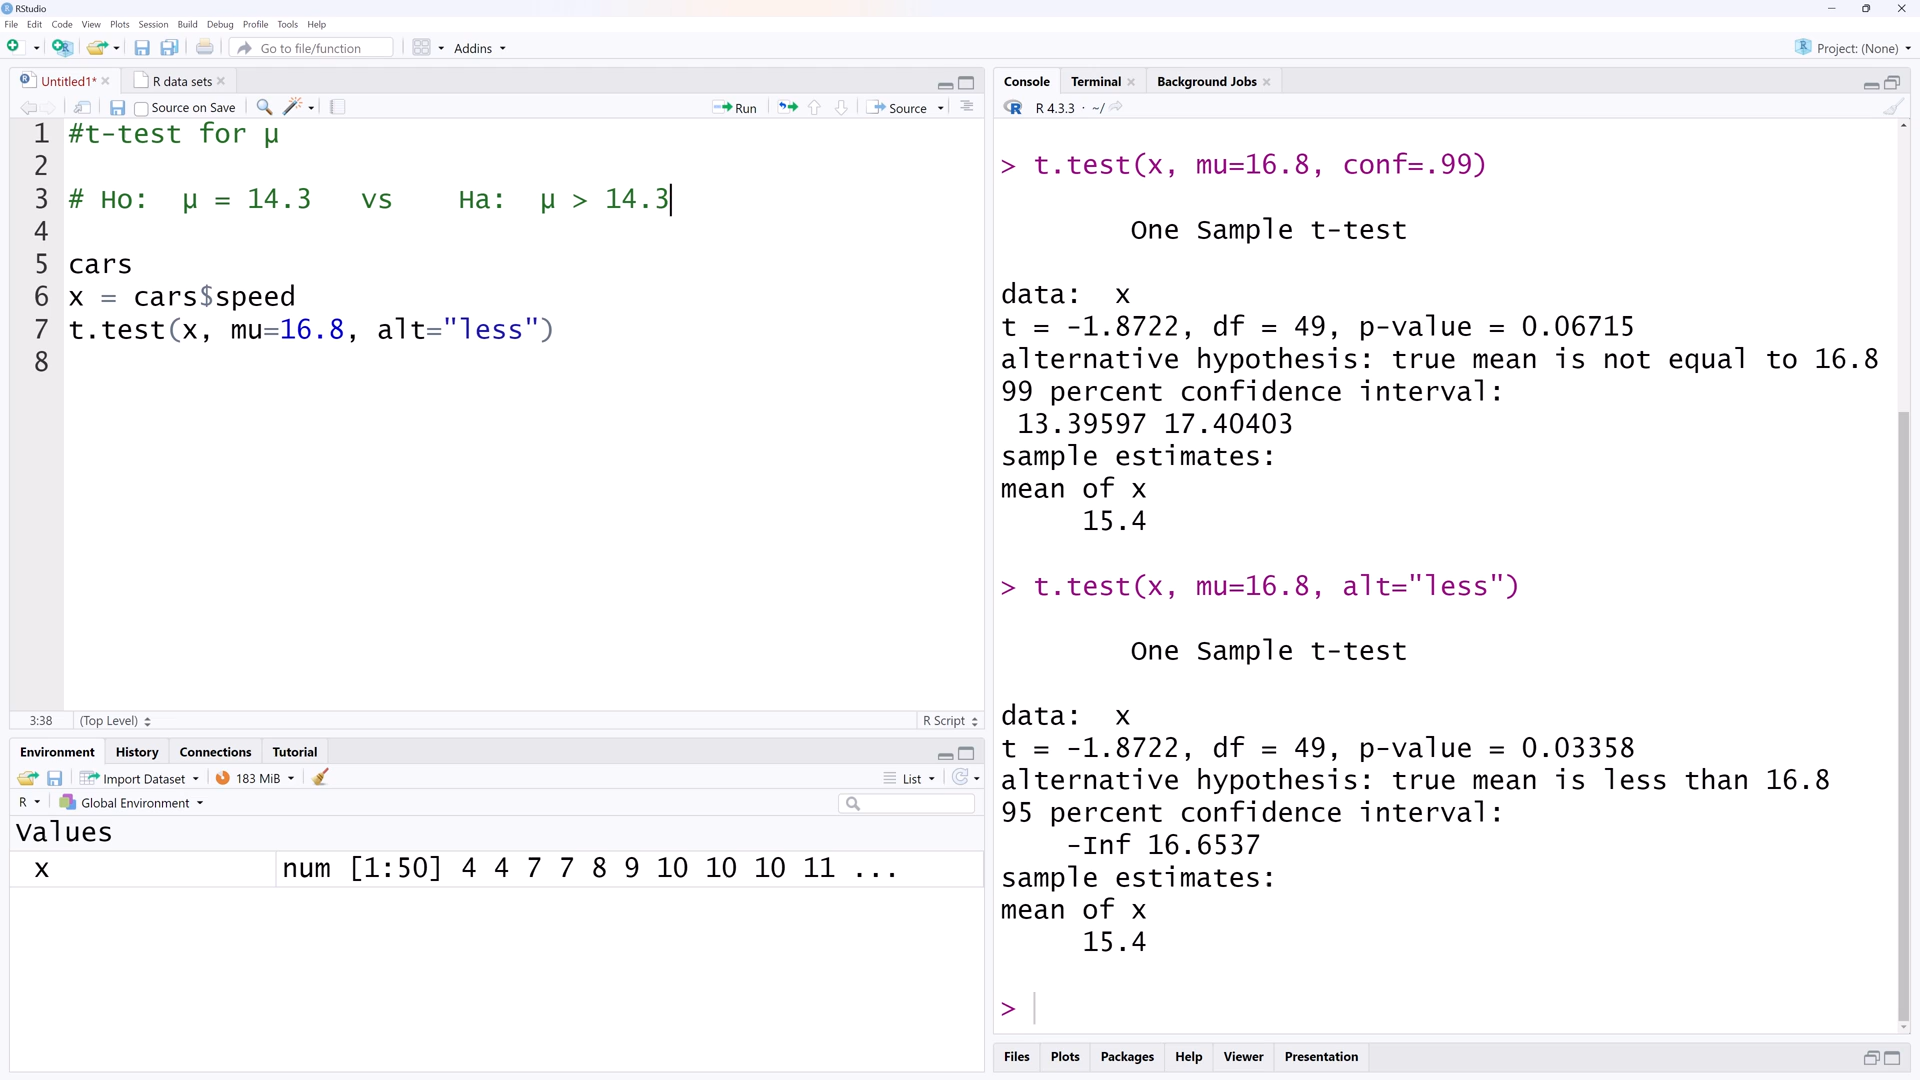 RStudio
File Edit Code View Plots Session Build Debug Profile Tools Help
Go to file/function Addins Project: (None)
Untitled1* R data sets
Source on Save Run Source
1 #t-test for μ
2
3 # Ho: μ = 14.3 vs Ha: μ > 14.3
4
5 cars
6 x = cars$speed
7 t.test(x, mu=16.8, alt="less")
8
3:38 (Top Level) R Script
Environment History Connections Tutorial
Import Dataset 183 MiB List
R Global Environment
Values
x num [1:50] 4 4 7 7 8 9 10 10 10 11 ...
Console Terminal Background Jobs
R 4.3.3 · ~/
> t.test(x, mu=16.8, conf=.99)
One Sample t-test
data: x
t = -1.8722, df = 49, p-value = 0.06715
alternative hypothesis: true mean is not equal to 16.8
99 percent confidence interval:
13.39597 17.40403
sample estimates:
mean of x
15.4
> t.test(x, mu=16.8, alt="less")
One Sample t-test
data: x
t = -1.8722, df = 49, p-value = 0.03358
alternative hypothesis: true mean is less than 16.8
95 percent confidence interval:
-Inf 16.6537
sample estimates:
mean of x
15.4
>
Files Plots Packages Help Viewer Presentation